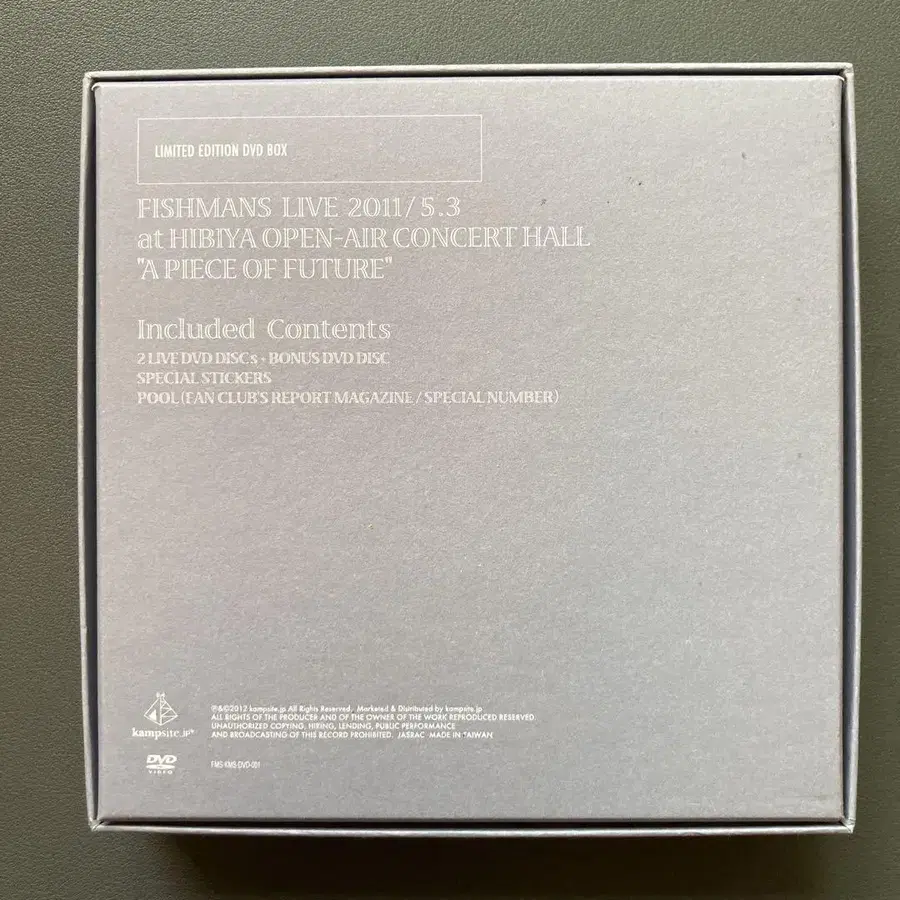 LIMITED EDITION DVD BOX
FISHMANS LIVE 2011/5.3
at HIBIYA OPEN-AIR CONCERT HALL
"A PIECE OF FUTURE"
Included Contents
2 LIVE DVD DISCs + BONUS DVD DISC
SPECIAL STICKERS
POOL (FAN CLUB'S REPORT MAGAZINE / SPECIAL NUMBER)
kampsite.jp
℗&©2012 kampsite.jp All Rights Reserved. Marketed & Distributed by kampsite.jp
ALL RIGHTS OF THE PRODUCER AND OF THE OWNER OF THE WORK REPRODUCED RESERVED.
UNAUTHORIZED COPYING, HIRING, LENDING, PUBLIC PERFORMANCE
AND BROADCASTING OF THIS RECORD PROHIBITED. JASRAC MADE IN TAIWAN
DVD
VIDEO
FMS-KMS-DVD-001